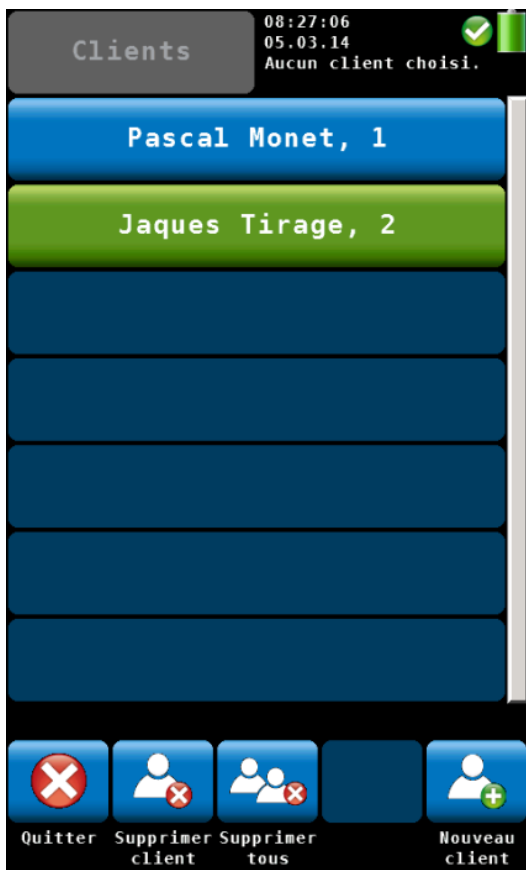 Clients
08:27:06
05.03.14
Aucun client choisi.
Pascal Monet, 1
Jaques Tirage, 2
Quitter
Supprimer client
Supprimer tous
Nouveau client